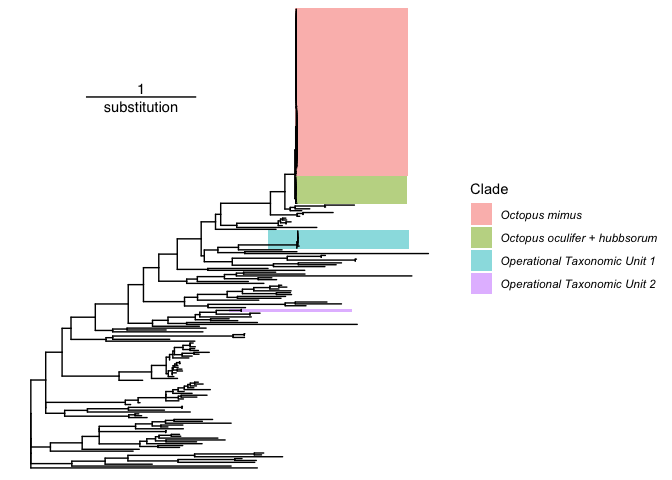 1
substitution
Clade
Octopus mimus
Octopus oculifer + hubbsorum
Operational Taxonomic Unit 1
Operational Taxonomic Unit 2